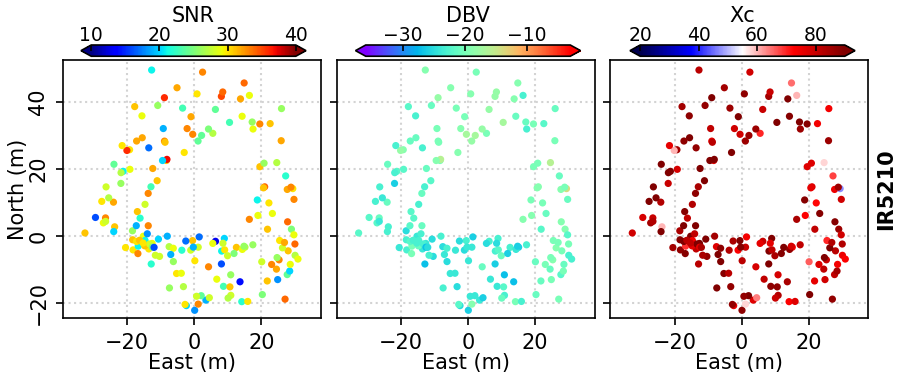 SNR DBV Xc
10 20 30 40 −30 −20 −10 20 40 60 80
North (m)
40
20
0
−20
IR5210
−20 0 20 −20 0 20 −20 0 20
East (m) East (m) East (m)